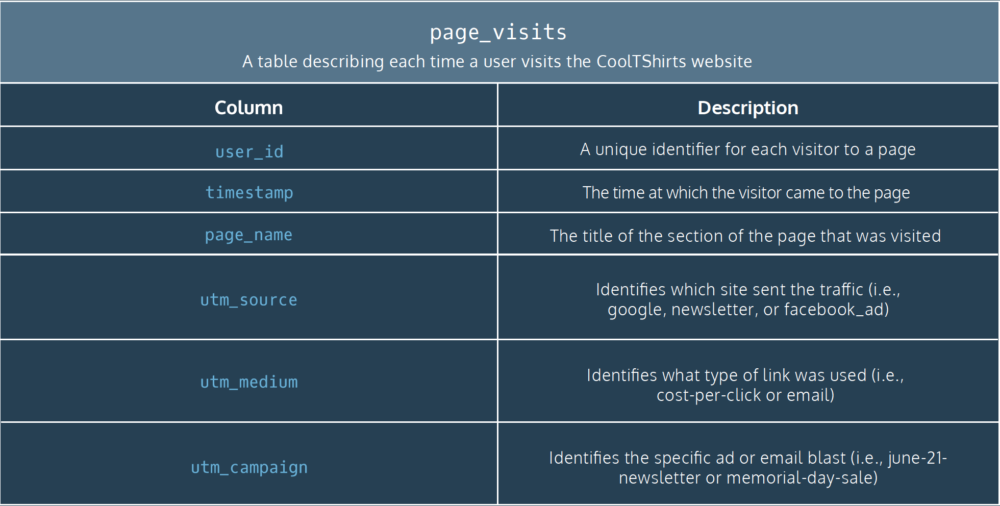 page_visits
A table describing each time a user visits the CoolTShirts website
Column
Description
user_id
A unique identifier for each visitor to a page
timestamp
The time at which the visitor came to the page
page_name
The title of the section of the page that was visited
utm_source
Identifies which site sent the traffic (i.e.,
google, newsletter, or facebook_ad)
utm_medium
Identifies what type of link was used (i.e.,
cost-per-click or email)
utm_campaign
Identifies the specific ad or email blast (i.e., june-21-
newsletter or memorial-day-sale)